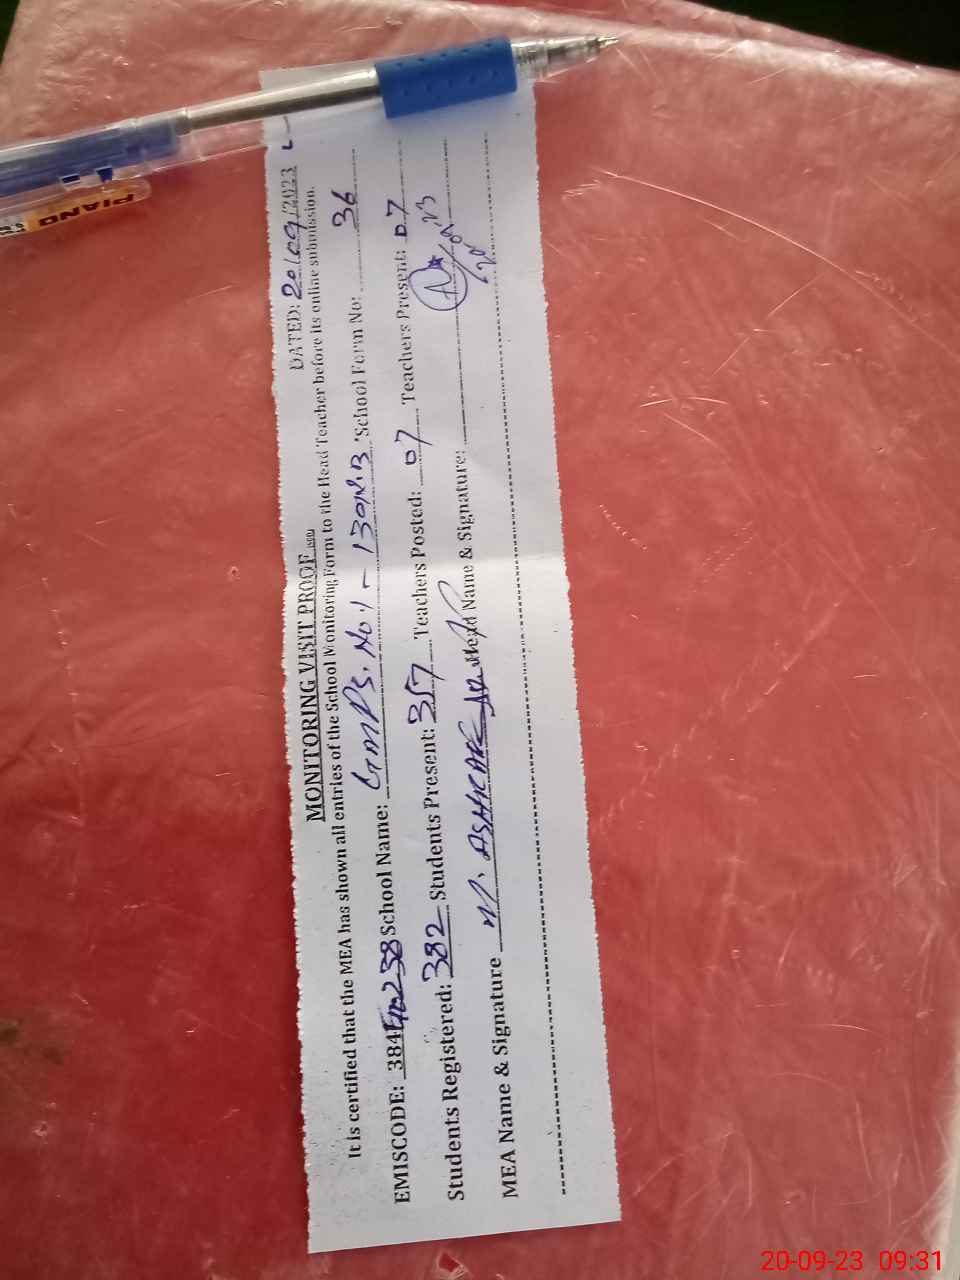 DATED: 20/09/2023
MONITORING VISIT PROOF
It is certified that the MEA has shown all entries of the School Monitoring Form to the Head Teacher before its online submission.
EMISCODE: 384 238 School Name: GMPS. No.1 - 130N.B School Form No: 36
Students Registered: 382 Students Present: 357 Teachers Posted: 07 Teachers Present: 07
MEA Name & Signature M. ASHFAQ Head Name & Signature:
PIANO
20-09-23 09:31